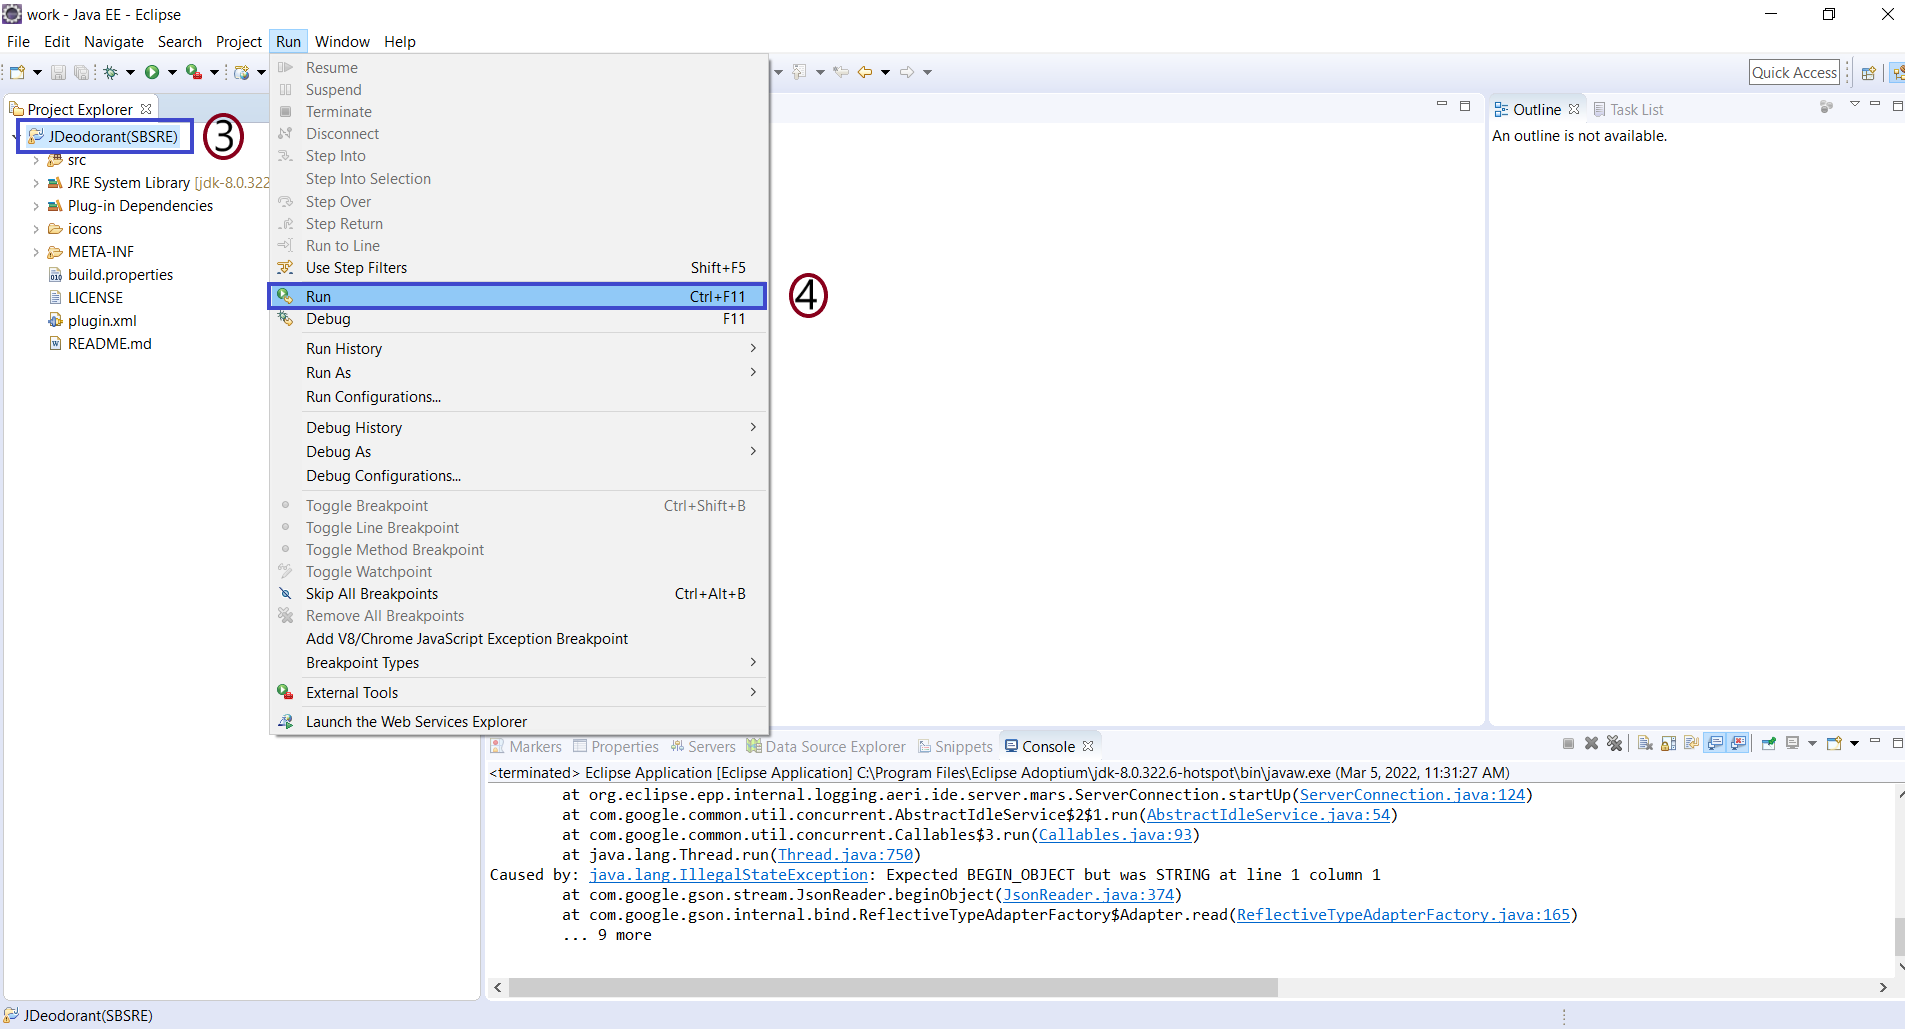 work - Java EE - Eclipse
File Edit Navigate Search Project Run Window Help
Quick Access
Project Explorer
JDeodorant(SBSRE)
3
src
JRE System Library [jdk-8.0.322
Plug-in Dependencies
icons
META-INF
build.properties
LICENSE
plugin.xml
README.md
Resume
Suspend
Terminate
Disconnect
Step Into
Step Into Selection
Step Over
Step Return
Run to Line
Use Step Filters Shift+F5
Run Ctrl+F11
4
Debug F11
Run History
Run As
Run Configurations...
Debug History
Debug As
Debug Configurations...
Toggle Breakpoint Ctrl+Shift+B
Toggle Line Breakpoint
Toggle Method Breakpoint
Toggle Watchpoint
Skip All Breakpoints Ctrl+Alt+B
Remove All Breakpoints
Add V8/Chrome JavaScript Exception Breakpoint
Breakpoint Types
External Tools
Launch the Web Services Explorer
Outline Task List
An outline is not available.
Markers Properties Servers Data Source Explorer Snippets Console
<terminated> Eclipse Application [Eclipse Application] C:\Program Files\Eclipse Adoptium\jdk-8.0.322.6-hotspot\bin\javaw.exe (Mar 5, 2022, 11:31:27 AM)
at org.eclipse.epp.internal.logging.aeri.ide.server.mars.ServerConnection.startUp(ServerConnection.java:124)
at com.google.common.util.concurrent.AbstractIdleService$2$1.run(AbstractIdleService.java:54)
at com.google.common.util.concurrent.Callables$3.run(Callables.java:93)
at java.lang.Thread.run(Thread.java:750)
Caused by: java.lang.IllegalStateException: Expected BEGIN_OBJECT but was STRING at line 1 column 1
at com.google.gson.stream.JsonReader.beginObject(JsonReader.java:374)
at com.google.gson.internal.bind.ReflectiveTypeAdapterFactory$Adapter.read(ReflectiveTypeAdapterFactory.java:165)
... 9 more
JDeodorant(SBSRE)